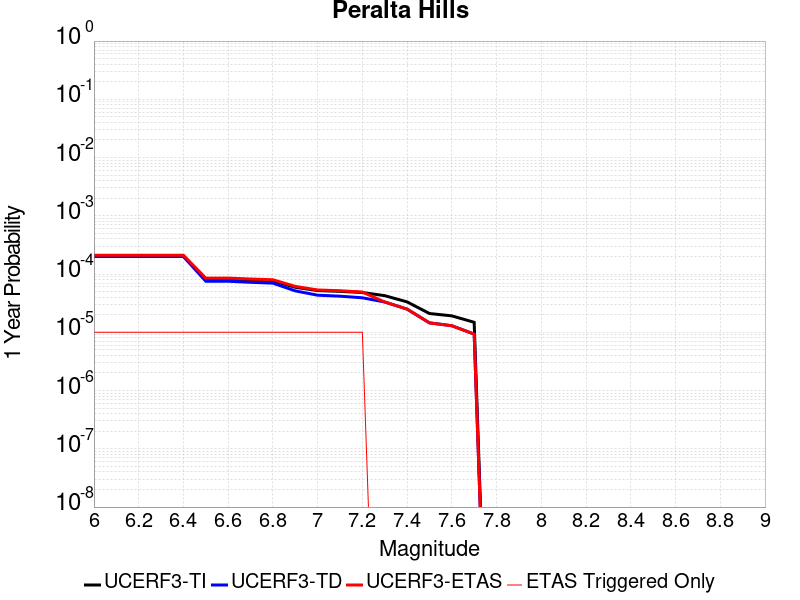 Peralta Hills
1 Year Probability
10^0
10^-1
10^-2
10^-3
10^-4
10^-5
10^-6
10^-7
10^-8
6 6.2 6.4 6.6 6.8 7 7.2 7.4 7.6 7.8 8 8.2 8.4 8.6 8.8 9
Magnitude
UCERF3-TI UCERF3-TD UCERF3-ETAS ETAS Triggered Only